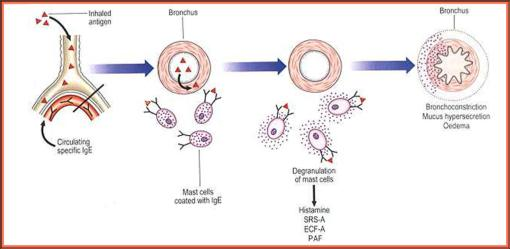 Inhaled
antigen
Circulating
specific IgE
Bronchus
Mast cells
coated with IgE
Degranulation
of mast cells
Histamine
SRS-A
ECF-A
PAF
Bronchus
Bronchoconstriction
Mucus hypersecretion
Oedema